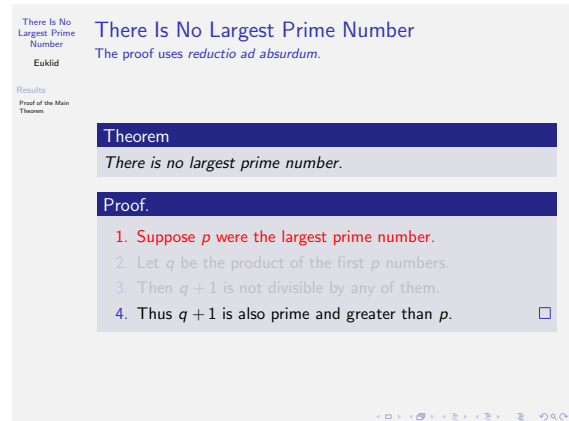 There Is No
Largest Prime
Number
Euklid
Results
Proof of the Main
Theorem
There Is No Largest Prime Number
The proof uses reductio ad absurdum.
Theorem
There is no largest prime number.
Proof.
1. Suppose p were the largest prime number.
2. Let q be the product of the first p numbers.
3. Then q + 1 is not divisible by any of them.
4. Thus q + 1 is also prime and greater than p.